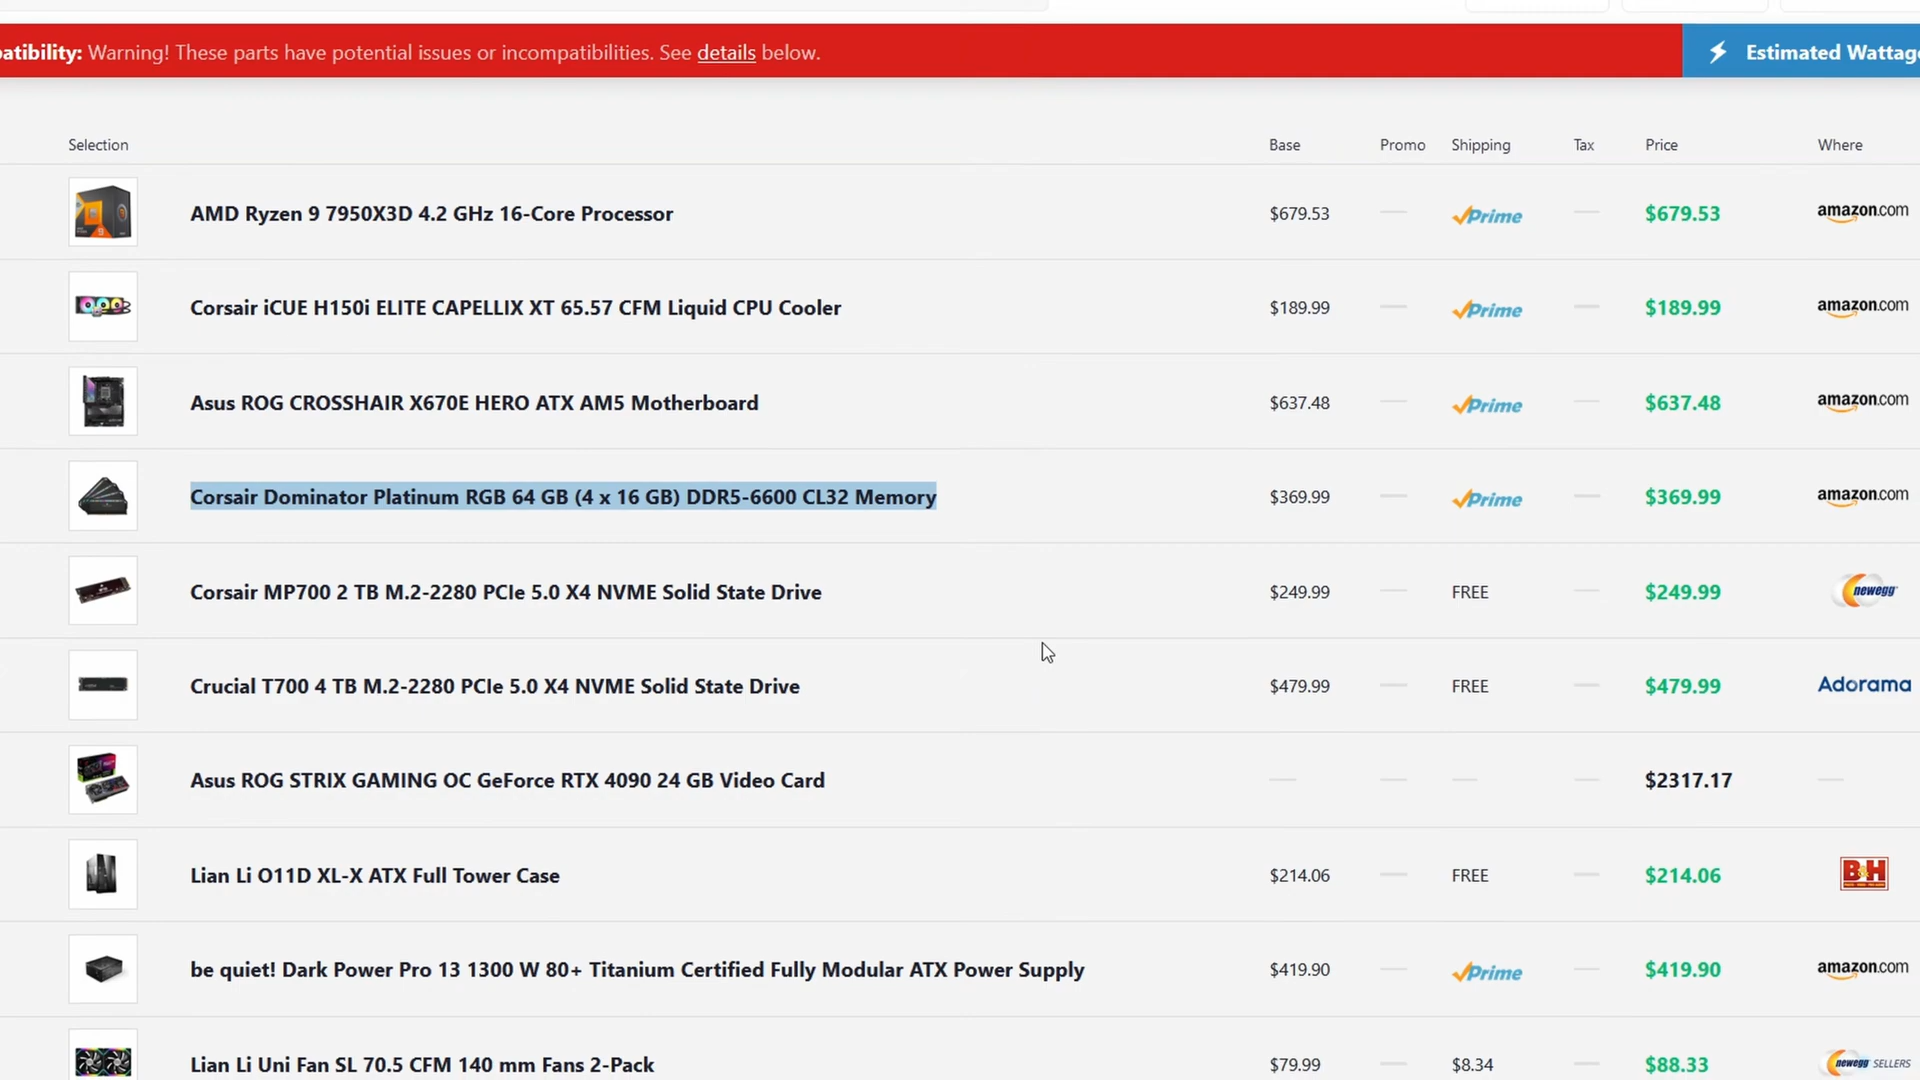 atibility: Warning! These parts have potential issues or incompatibilities. See details below.
Estimated Wattag
Selection Base Promo Shipping Tax Price Where
AMD Ryzen 9 7950X3D 4.2 GHz 16-Core Processor $679.53 — Prime — $679.53 amazon.com
Corsair iCUE H150i ELITE CAPELLIX XT 65.57 CFM Liquid CPU Cooler $189.99 — Prime — $189.99 amazon.com
Asus ROG CROSSHAIR X670E HERO ATX AM5 Motherboard $637.48 — Prime — $637.48 amazon.com
Corsair Dominator Platinum RGB 64 GB (4 x 16 GB) DDR5-6600 CL32 Memory $369.99 — Prime — $369.99 amazon.com
Corsair MP700 2 TB M.2-2280 PCIe 5.0 X4 NVME Solid State Drive $249.99 — FREE — $249.99 newegg
Crucial T700 4 TB M.2-2280 PCIe 5.0 X4 NVME Solid State Drive $479.99 — FREE — $479.99 Adorama
Asus ROG STRIX GAMING OC GeForce RTX 4090 24 GB Video Card — — — — $2317.17 —
Lian Li O11D XL-X ATX Full Tower Case $214.06 — FREE — $214.06 B&H
be quiet! Dark Power Pro 13 1300 W 80+ Titanium Certified Fully Modular ATX Power Supply $419.90 — Prime — $419.90 amazon.com
Lian Li Uni Fan SL 70.5 CFM 140 mm Fans 2-Pack $79.99 — $8.34 — $88.33 newegg SELLERS